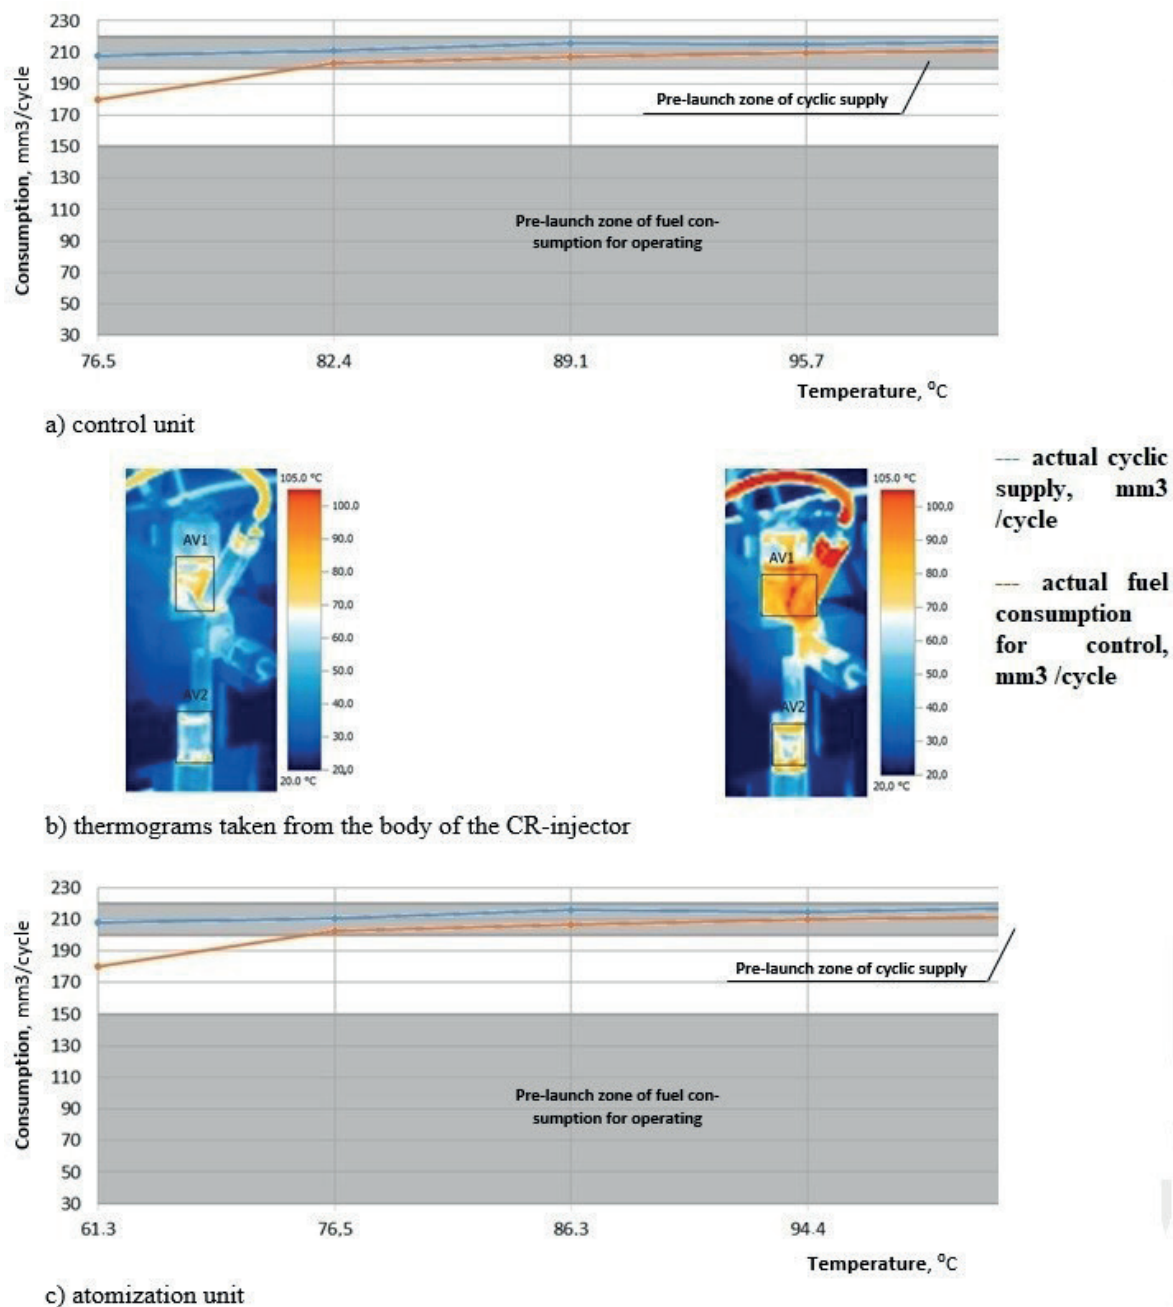 230
210
190
170
150
130
110
90
70
50
30
Consumption, mm3/cycle
Pre-launch zone of cyclic supply
Pre-launch zone of fuel con-
sumption for operating
76.5 82.4 89.1 95.7
Temperature, ⁰C
a) control unit
105.0 °C
100.0
90.0
80.0
70.0
60.0
50.0
40.0
30.0
20,0
20.0 °C
AV1
AV2
105.0 °C
100.0
90.0
80.0
70.0
60.0
50.0
40.0
30,0
20,0
20.0 °C
AV1
AV2
--- actual cyclic
supply, mm3
/cycle
--- actual fuel
consumption
for control,
mm3 /cycle
b) thermograms taken from the body of the CR-injector
230
210
190
170
150
130
110
90
70
50
30
Consumption, mm3/cycle
Pre-launch zone of cyclic supply
Pre-launch zone of fuel con-
sumption for operating
61.3 76,5 86.3 94.4
Temperature, ⁰C
c) atomization unit